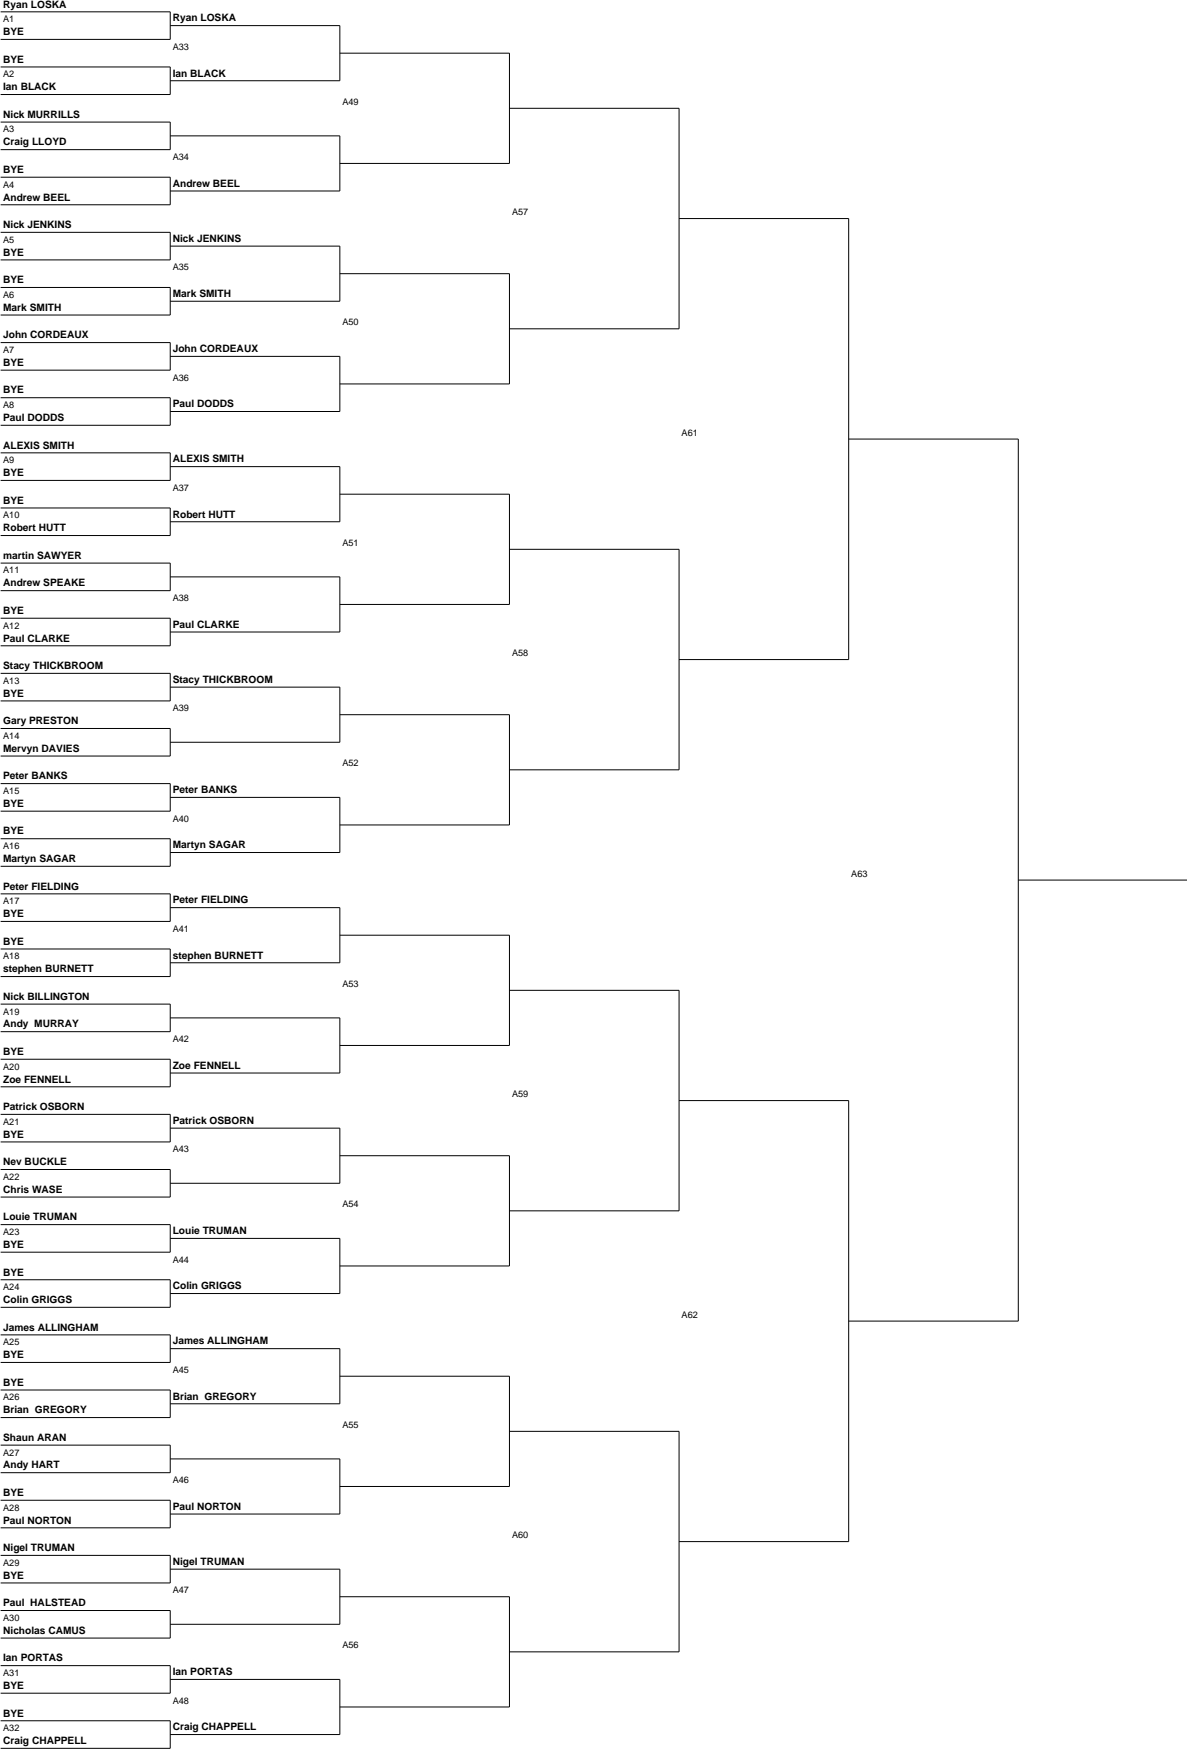 Ryan LOSKA
A1
BYE
Ryan LOSKA
A33
BYE
A2
Ian BLACK
Ian BLACK
A49
Nick MURRILLS
A3
Craig LLOYD
A34
BYE
A4
Andrew BEEL
Andrew BEEL
A57
Nick JENKINS
A5
BYE
Nick JENKINS
A35
BYE
A6
Mark SMITH
Mark SMITH
A50
John CORDEAUX
A7
BYE
John CORDEAUX
A36
BYE
A8
Paul DODDS
Paul DODDS
A61
ALEXIS SMITH
A9
BYE
ALEXIS SMITH
A37
BYE
A10
Robert HUTT
Robert HUTT
A51
martin SAWYER
A11
Andrew SPEAKE
A38
BYE
A12
Paul CLARKE
Paul CLARKE
A58
Stacy THICKBROOM
A13
BYE
Stacy THICKBROOM
A39
Gary PRESTON
A14
Mervyn DAVIES
A52
Peter BANKS
A15
BYE
Peter BANKS
A40
BYE
A16
Martyn SAGAR
Martyn SAGAR
A63
Peter FIELDING
A17
BYE
Peter FIELDING
A41
BYE
A18
stephen BURNETT
stephen BURNETT
A53
Nick BILLINGTON
A19
Andy  MURRAY
A42
BYE
A20
Zoe FENNELL
Zoe FENNELL
A59
Patrick OSBORN
A21
BYE
Patrick OSBORN
A43
Nev BUCKLE
A22
Chris WASE
A54
Louie TRUMAN
A23
BYE
Louie TRUMAN
A44
BYE
A24
Colin GRIGGS
Colin GRIGGS
A62
James ALLINGHAM
A25
BYE
James ALLINGHAM
A45
BYE
A26
Brian  GREGORY
Brian  GREGORY
A55
Shaun ARAN
A27
Andy HART
A46
BYE
A28
Paul NORTON
Paul NORTON
A60
Nigel TRUMAN
A29
BYE
Nigel TRUMAN
A47
Paul  HALSTEAD
A30
Nicholas CAMUS
A56
Ian PORTAS
A31
BYE
Ian PORTAS
A48
BYE
A32
Craig CHAPPELL
Craig CHAPPELL